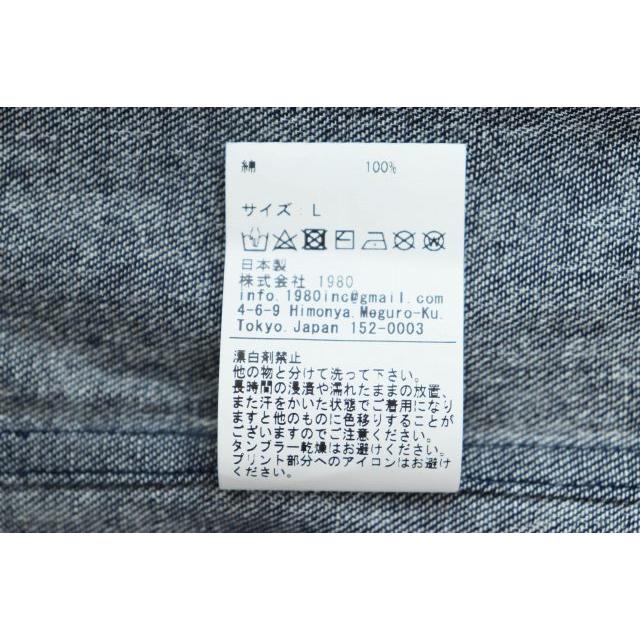 綿 100%
サイズ: L
日本製
株式会社 1980
info.1980inc@gmail.com
4-6-9 Himonya.Meguro-Ku.
Tokyo.Japan 152-0003
漂白剤禁止
他の物と分けて洗って下さい。
長時間の浸漬や濡れたままの放置、
また汗をかいた状態でご着用になり
ますと他のものに色移りすることが
ございますのでご注意ください。
タンブラー乾燥はお避けください。
プリント部分へのアイロンはお避け
ください。